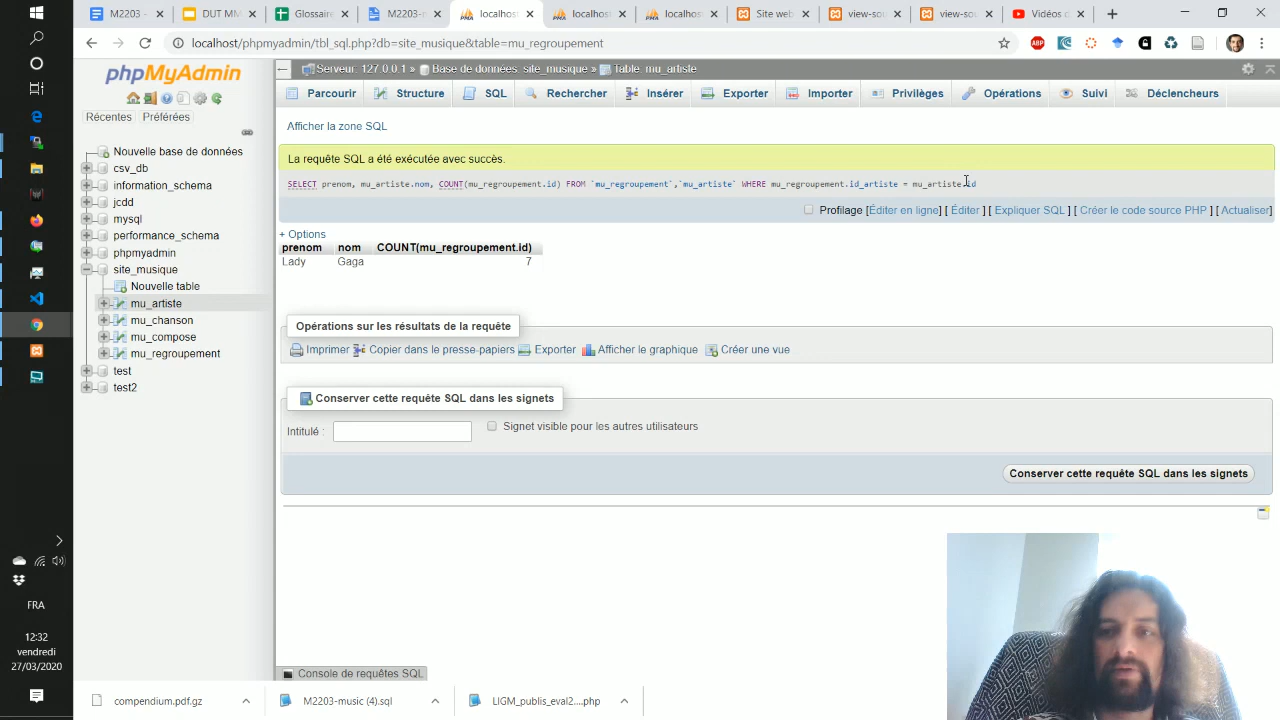 M2203 -
DUT MM
Glossaire
M2203-m
localhos
localhos
localhos
Site web
view-sou
view-sou
Vidéos d
localhost/phpmyadmin/tbl_sql.php?db=site_musique&table=mu_regroupement
ABP
phpMyAdmin
Récentes
Préférées
Nouvelle base de données
csv_db
information_schema
jcdd
mysql
performance_schema
phpmyadmin
site_musique
Nouvelle table
mu_artiste
mu_chanson
mu_compose
mu_regroupement
test
test2
Serveur: 127.0.0.1 » Base de données: site_musique » Table: mu_artiste
Parcourir
Structure
SQL
Rechercher
Insérer
Exporter
Importer
Privilèges
Opérations
Suivi
Déclencheurs
Afficher la zone SQL
La requête SQL a été exécutée avec succès.
SELECT prenom, mu_artiste.nom, COUNT(mu_regroupement.id) FROM `mu_regroupement`,`mu_artiste` WHERE mu_regroupement.id_artiste = mu_artiste.id
Profilage [Éditer en ligne] [ Éditer ] [ Expliquer SQL ] [ Créer le code source PHP ] [ Actualiser]
+ Options
prenom nom COUNT(mu_regroupement.id)
Lady Gaga 7
Opérations sur les résultats de la requête
Imprimer Copier dans le presse-papiers Exporter Afficher le graphique Créer une vue
Conserver cette requête SQL dans les signets
Intitulé :
Signet visible pour les autres utilisateurs
Conserver cette requête SQL dans les signets
Console de requêtes SQL
FRA
12:32
vendredi
27/03/2020
compendium.pdf.gz
M2203-music (4).sql
LIGM_publis_eval2....php